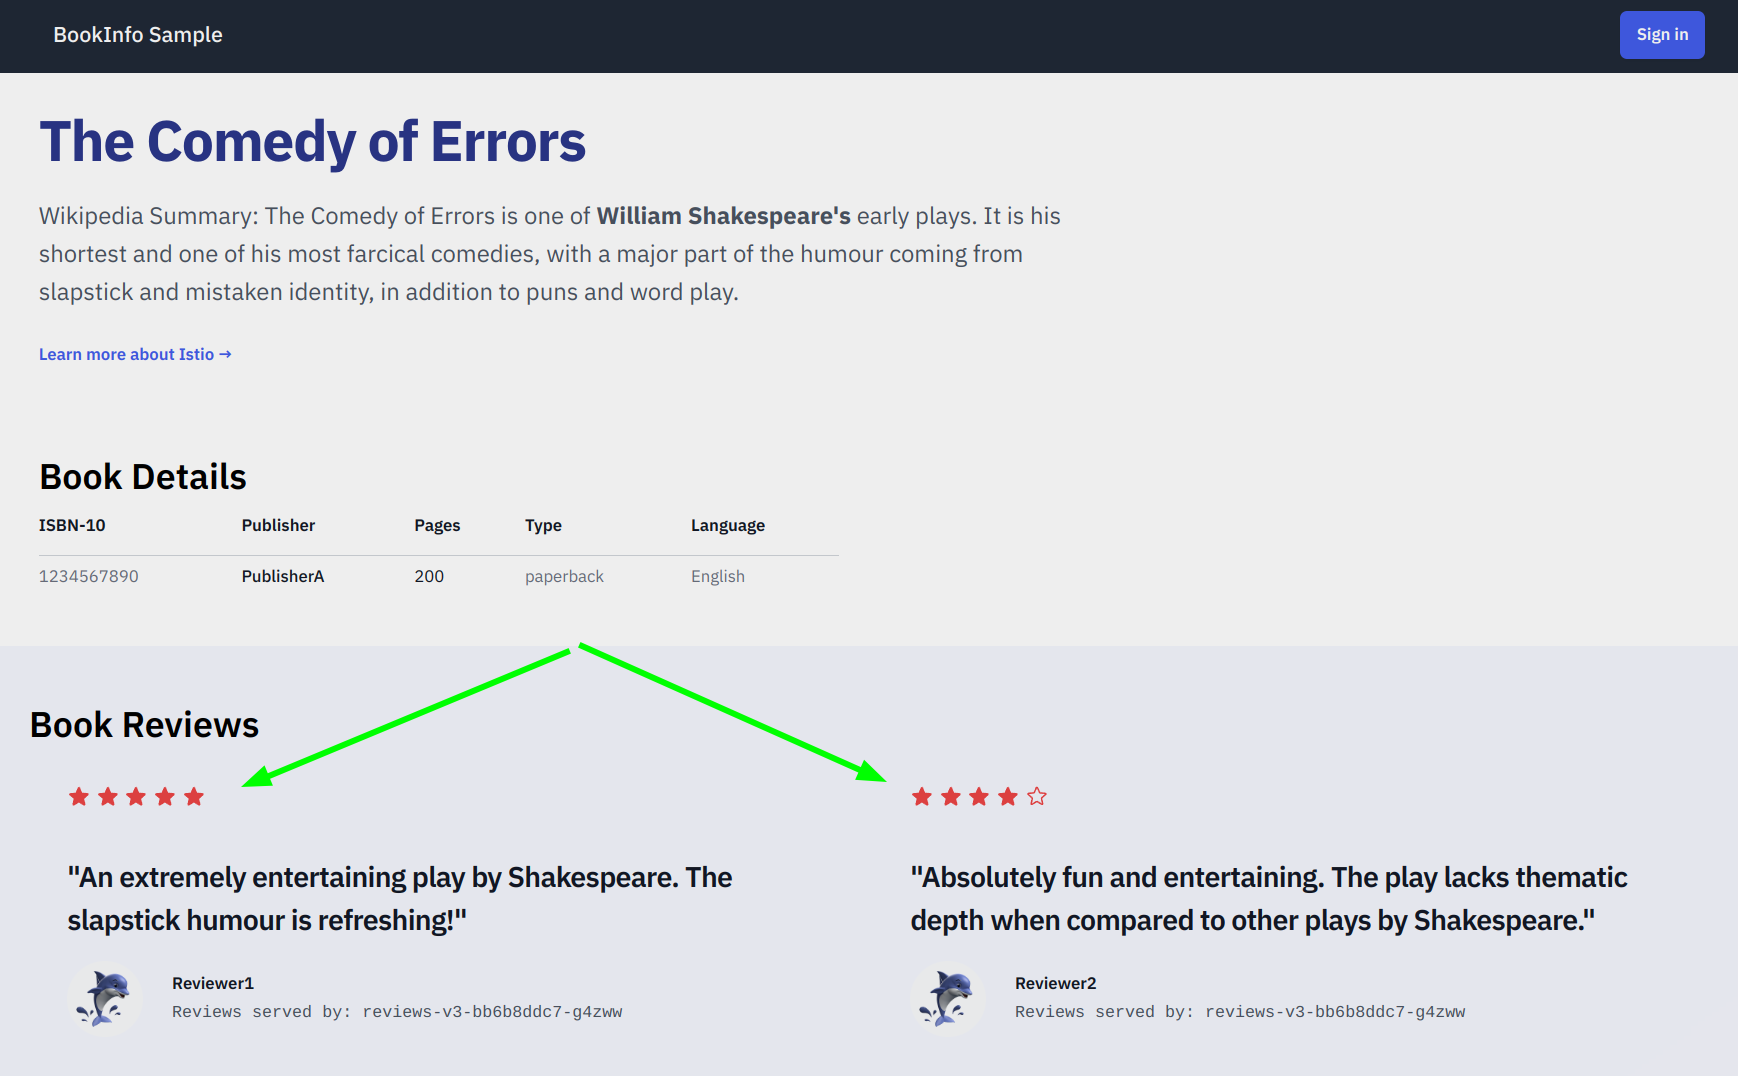 BookInfo Sample
Sign in
The Comedy of Errors
Wikipedia Summary: The Comedy of Errors is one of William Shakespeare's early plays. It is his
shortest and one of his most farcical comedies, with a major part of the humour coming from
slapstick and mistaken identity, in addition to puns and word play.
Learn more about Istio →
Book Details
ISBN-10 Publisher Pages Type Language
1234567890 PublisherA 200 paperback English
Book Reviews
"An extremely entertaining play by Shakespeare. The
slapstick humour is refreshing!"
Reviewer1
Reviews served by: reviews-v3-bb6b8ddc7-g4zww
"Absolutely fun and entertaining. The play lacks thematic
depth when compared to other plays by Shakespeare."
Reviewer2
Reviews served by: reviews-v3-bb6b8ddc7-g4zww